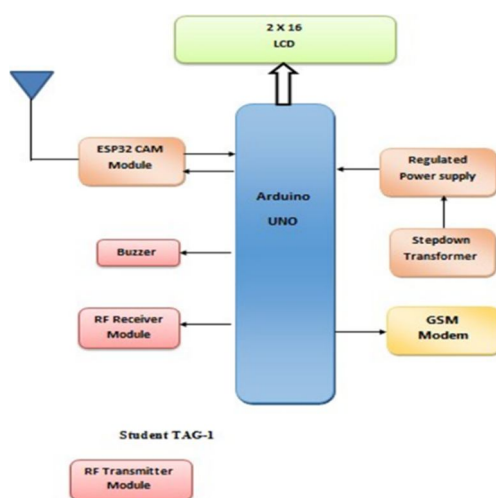 2 X 16
LCD
ESP32 CAM
Module
Arduino
UNO
Regulated
Power supply
Stepdown
Transformer
Buzzer
RF Receiver
Module
GSM
Modem
Student TAG-1
RF Transmitter
Module